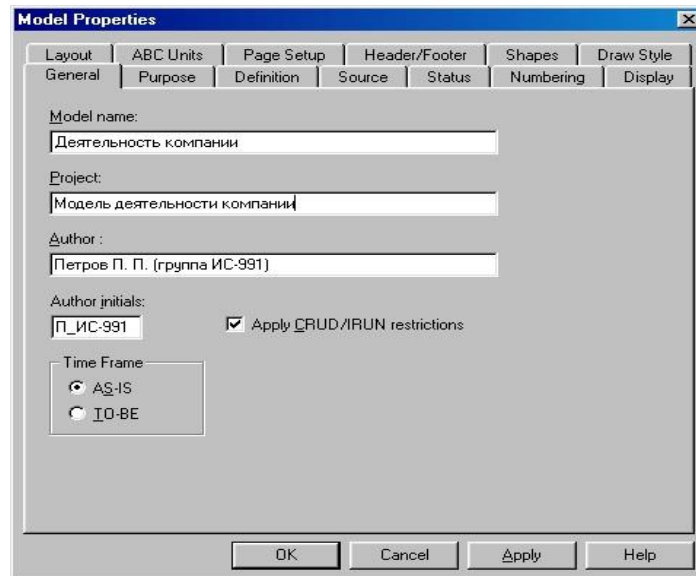 Model Properties
Layout ABC Units Page Setup Header/Footer Shapes Draw Style
General Purpose Definition Source Status Numbering Display
Model name:
Деятельность компании
Project:
Модель деятельности компании
Author :
Петров П. П. (группа ИС-991)
Author initials:
П_ИС-991 Apply CRUD/IRUN restrictions
Time Frame
AS-IS
TO-BE
OK Cancel Apply Help